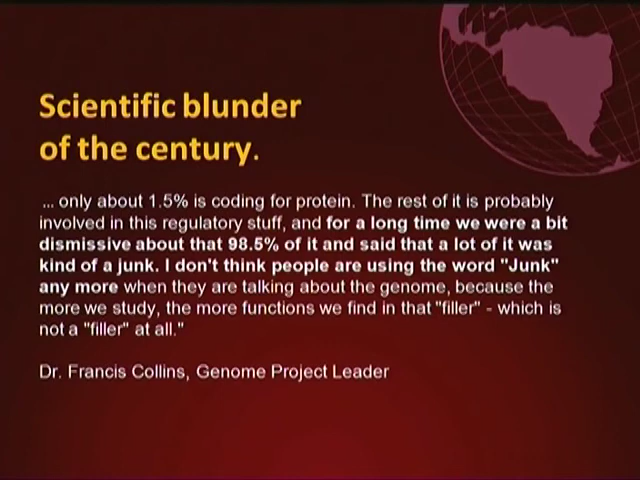 Scientific blunder
of the century.
... only about 1.5% is coding for protein. The rest of it is probably
involved in this regulatory stuff, and for a long time we were a bit
dismissive about that 98.5% of it and said that a lot of it was
kind of a junk. I don't think people are using the word "Junk"
any more when they are talking about the genome, because the
more we study, the more functions we find in that "filler" - which is
not a "filler" at all."
Dr. Francis Collins, Genome Project Leader